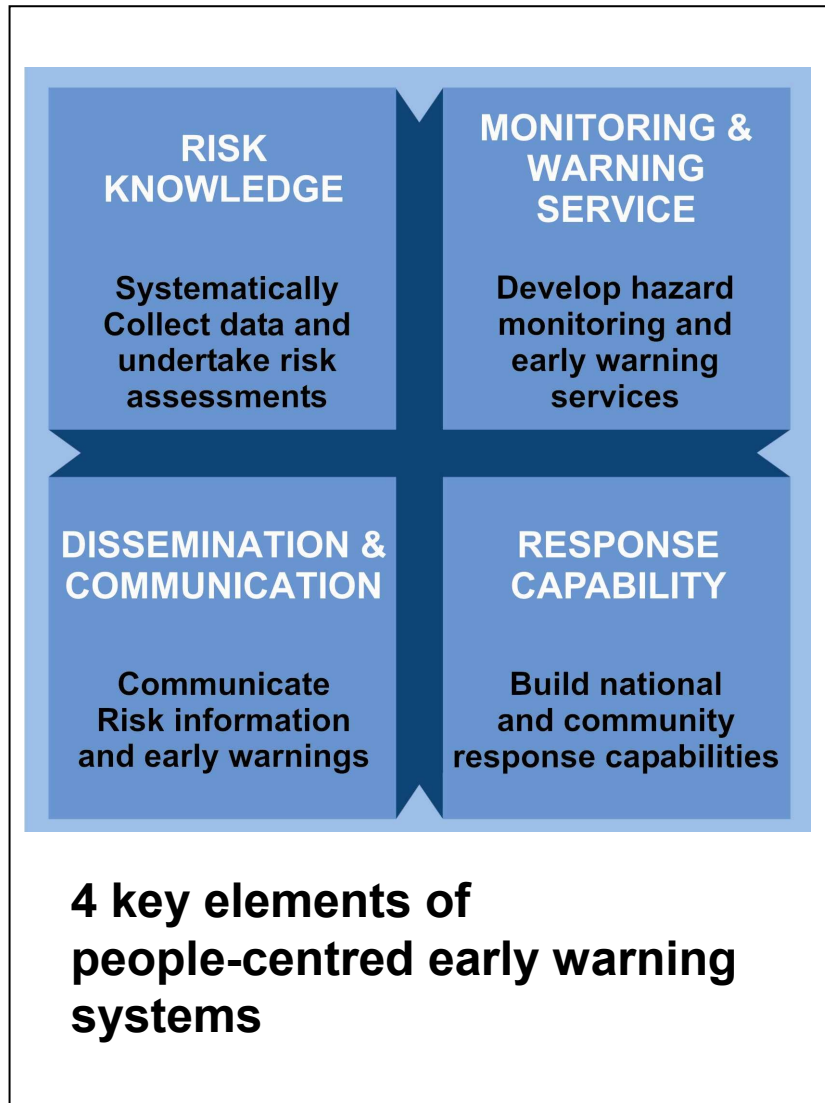 RISK
KNOWLEDGE
Systematically
Collect data and
undertake risk
assessments
MONITORING &
WARNING
SERVICE
Develop hazard
monitoring and
early warning
services
DISSEMINATION &
COMMUNICATION
Communicate
Risk information
and early warnings
RESPONSE
CAPABILITY
Build national
and community
response capabilities
4 key elements of
people-centred early warning
systems